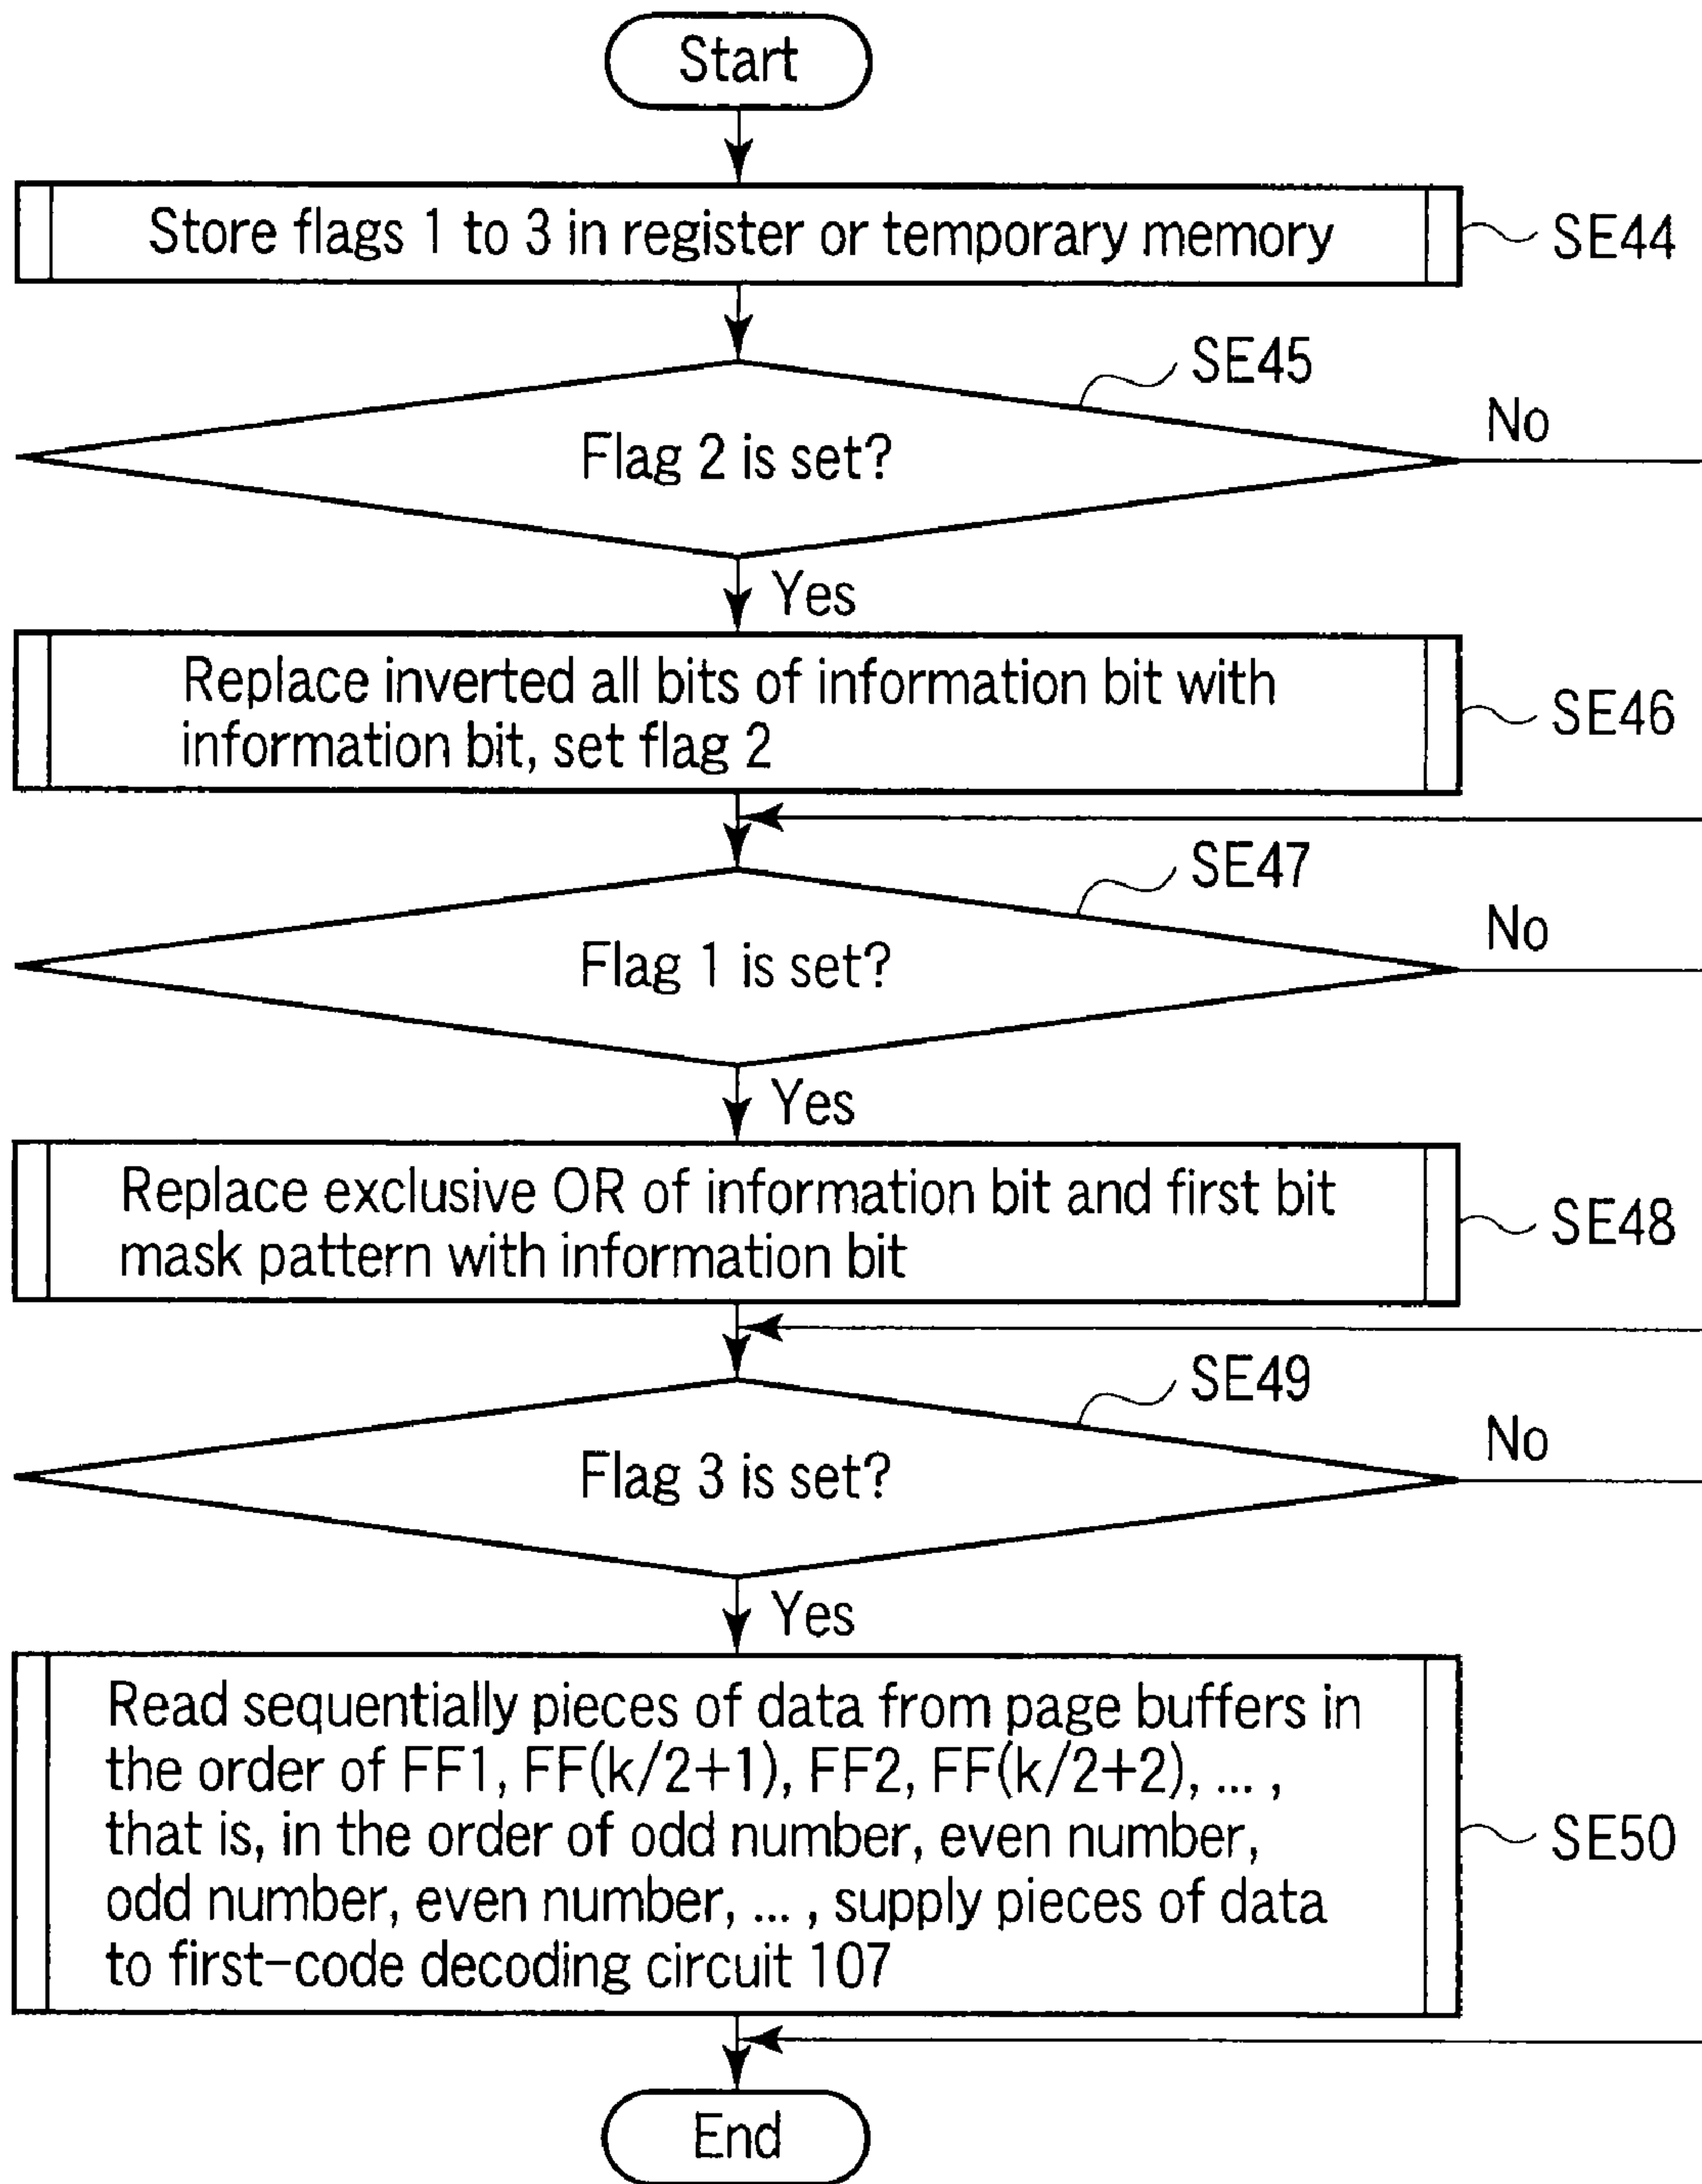 Start
Store flags 1 to 3 in register or temporary memory
SE44
SE45
Flag 2 is set?
No
Yes
Replace inverted all bits of information bit with
information bit, set flag 2
SE46
SE47
Flag 1 is set?
No
Yes
Replace exclusive OR of information bit and first bit
mask pattern with information bit
SE48
SE49
Flag 3 is set?
No
Yes
Read sequentially pieces of data from page buffers in
the order of FF1, FF(k/2+1), FF2, FF(k/2+2), ... ,
that is, in the order of odd number, even number,
odd number, even number, ... , supply pieces of data
to first-code decoding circuit 107
SE50
End